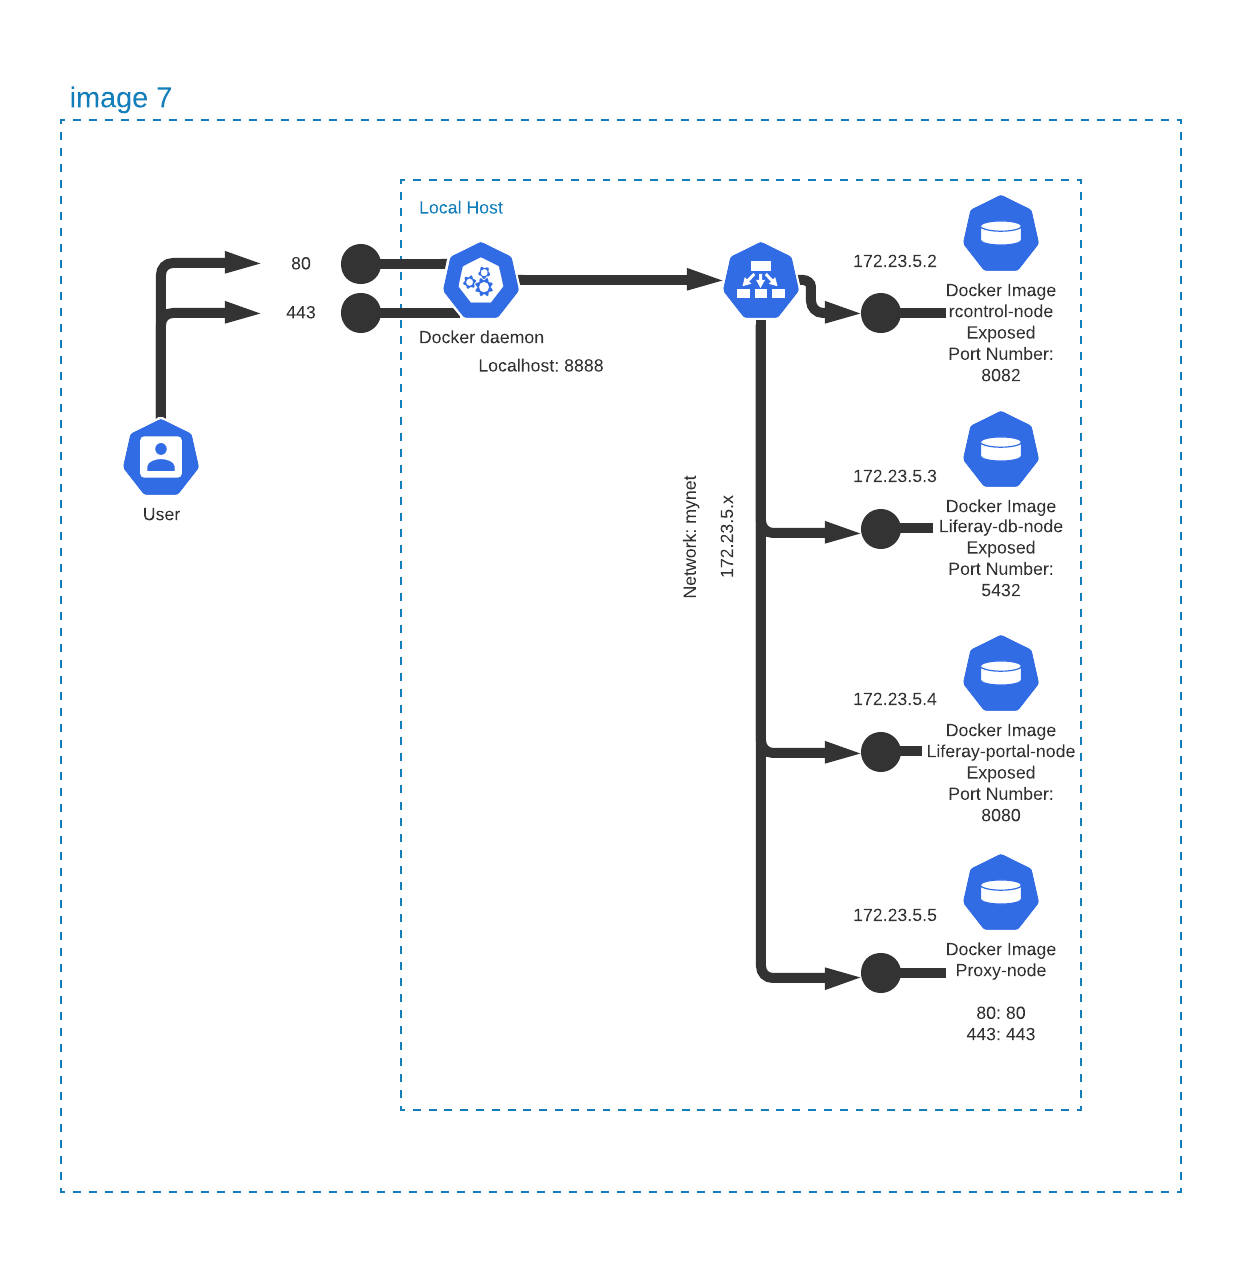 image 7
Local Host
80
443
Docker daemon
Localhost: 8888
User
Network: mynet
172.23.5.x
172.23.5.2
Docker Image
rcontrol-node
Exposed
Port Number:
8082
172.23.5.3
Docker Image
Liferay-db-node
Exposed
Port Number:
5432
172.23.5.4
Docker Image
Liferay-portal-node
Exposed
Port Number:
8080
172.23.5.5
Docker Image
Proxy-node
80: 80
443: 443